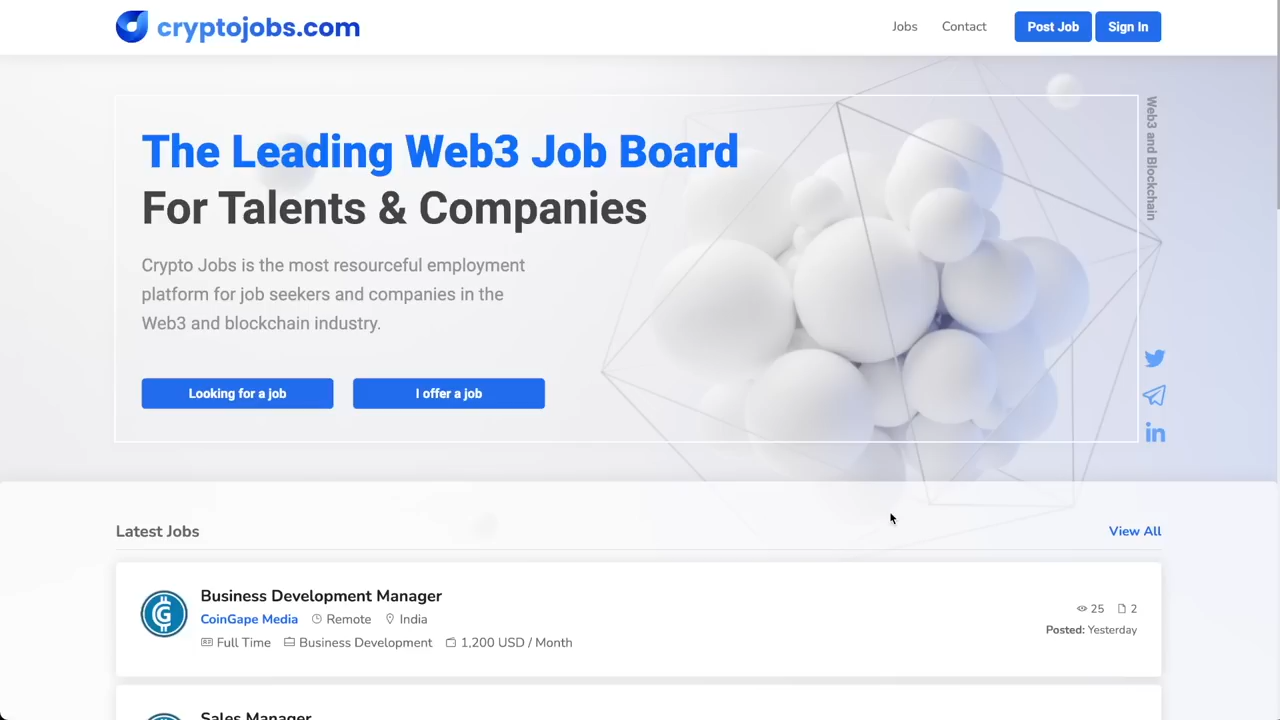 cryptojobs.com
Jobs
Contact
Post Job
Sign In
The Leading Web3 Job Board
For Talents & Companies
Crypto Jobs is the most resourceful employment
platform for job seekers and companies in the
Web3 and blockchain industry.
Looking for a job
I offer a job
Web3 and Blockchain
Latest Jobs
View All
Business Development Manager
CoinGape Media Remote India
Full Time Business Development 1,200 USD / Month
25 2
Posted: Yesterday
Sales Manager